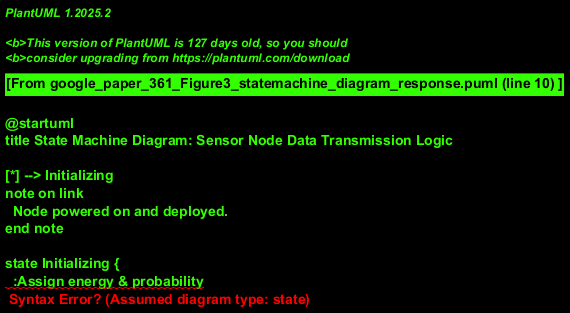 PlantUML 1.2025.2
<b>This version of PlantUML is 127 days old, so you should
<b>consider upgrading from https://plantuml.com/download
[From google_paper_361_Figure3_statemachine_diagram_response.puml (line 10) ]
@startuml
title State Machine Diagram: Sensor Node Data Transmission Logic
[*] --> Initializing
note on link
Node powered on and deployed.
end note
state Initializing {
:Assign energy & probability
Syntax Error? (Assumed diagram type: state)